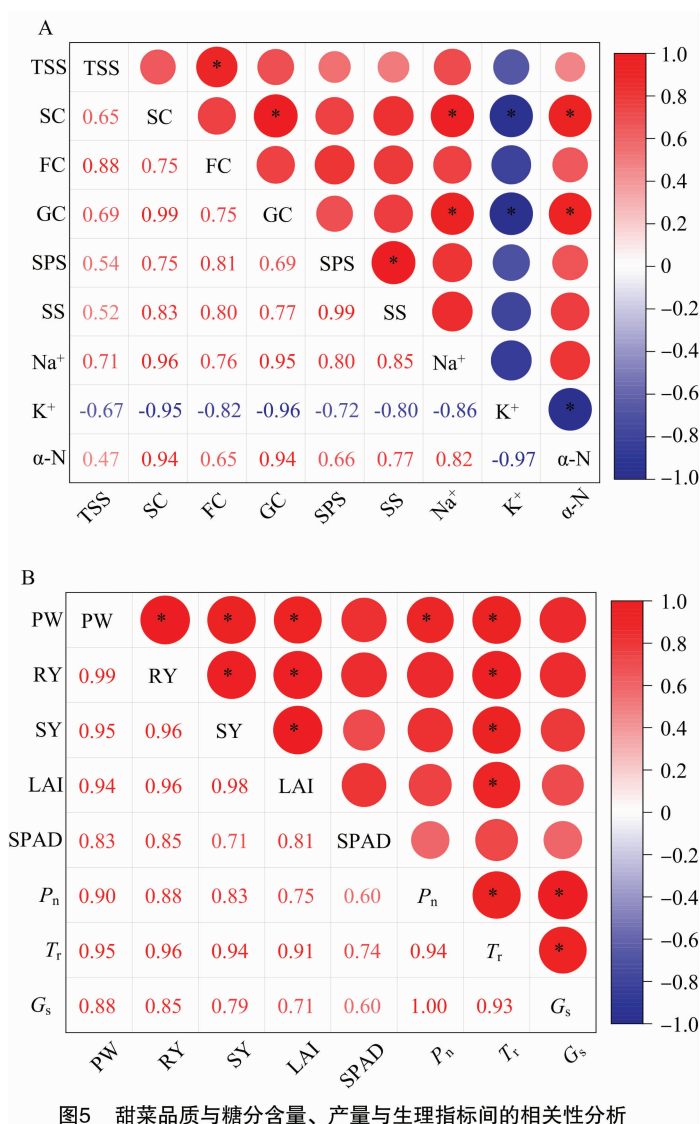 A
TSS TSS * 1.0
SC 0.65 SC * * * * 0.8
FC 0.88 0.75 FC 0.6
GC 0.69 0.99 0.75 GC * * * 0.4
0.2
SPS 0.54 0.75 0.81 0.69 SPS * 0
SS 0.52 0.83 0.80 0.77 0.99 SS −0.2
−0.4
Na⁺ 0.71 0.96 0.76 0.95 0.80 0.85 Na⁺ −0.6
K⁺ -0.67 -0.95 -0.82 -0.96 -0.72 -0.80 -0.86 K⁺ * −0.8
α-N 0.47 0.94 0.65 0.94 0.66 0.77 0.82 -0.97 α-N −1.0
TSS SC FC GC SPS SS Na⁺ K⁺ α-N
B
PW PW * * * * * 1.0
0.8
RY 0.99 RY * * * 0.6
SY 0.95 0.96 SY * * 0.4
0.2
LAI 0.94 0.96 0.98 LAI * 0
SPAD 0.83 0.85 0.71 0.81 SPAD −0.2
−0.4
Pₙ 0.90 0.88 0.83 0.75 0.60 Pₙ * * −0.6
Tᵣ 0.95 0.96 0.94 0.91 0.74 0.94 Tᵣ * −0.8
Gₛ 0.88 0.85 0.79 0.71 0.60 1.00 0.93 Gₛ −1.0
PW RY SY LAI SPAD Pₙ Tᵣ Gₛ
图5 甜菜品质与糖分含量、产量与生理指标间的相关性分析